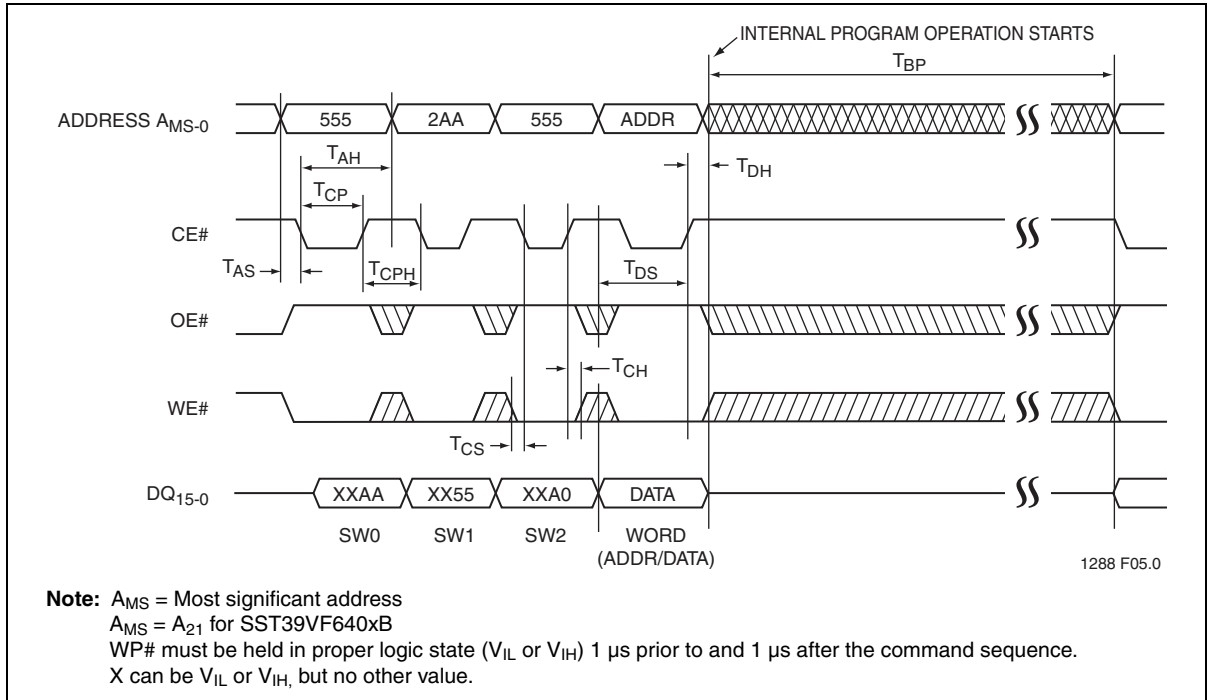 INTERNAL PROGRAM OPERATION STARTS
TBP
ADDRESS AMS-0
555
2AA
555
ADDR
TAH
TDH
TCP
CE#
TAS
TCPH
TDS
OE#
TCH
WE#
TCS
DQ15-0
XXAA
XX55
XXA0
DATA
SW0
SW1
SW2
WORD
(ADDR/DATA)
1288 F05.0
Note: AMS = Most significant address
AMS = A21 for SST39VF640xB
WP# must be held in proper logic state (VIL or VIH) 1 µs prior to and 1 µs after the command sequence.
X can be VIL or VIH, but no other value.